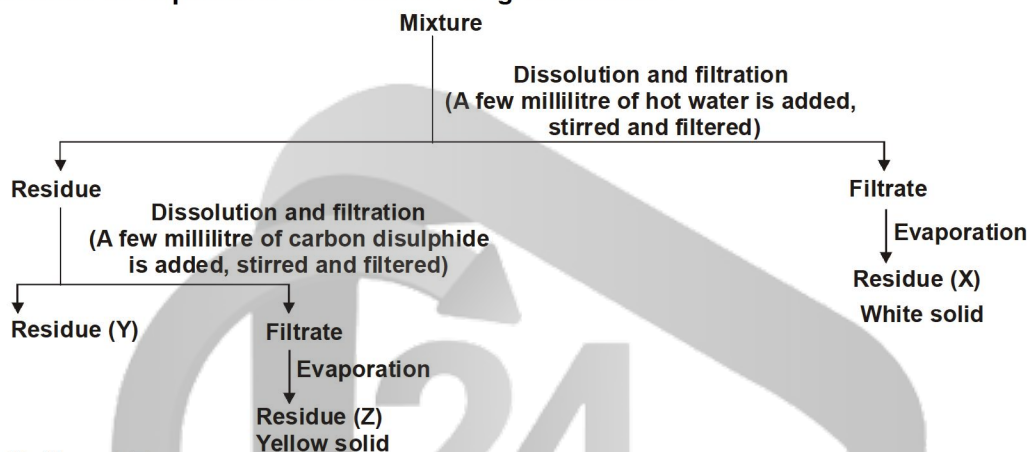 Mixture
Dissolution and filtration
(A few millilitre of hot water is added,
stirred and filtered)
Residue
Filtrate
Dissolution and filtration
(A few millilitre of carbon disulphide
is added, stirred and filtered)
Evaporation
Residue (X)
White solid
Residue (Y)
Filtrate
Evaporation
Residue (Z)
Yellow solid
24